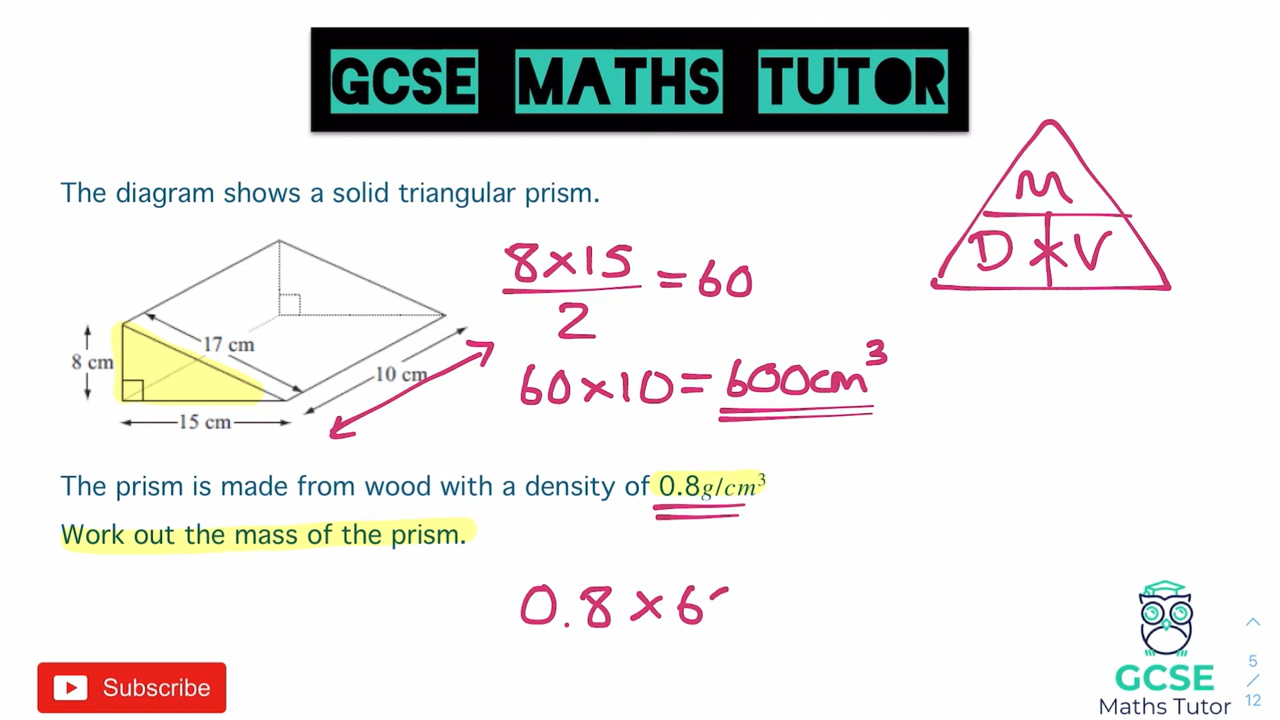 GCSE MATHS TUTOR
The diagram shows a solid triangular prism.
M
D × V
8 × 15
2
= 60
60 × 10 = 600cm³
17 cm
8 cm
10 cm
15 cm
The prism is made from wood with a density of 0.8g/cm³
Work out the mass of the prism.
0.8 × 6
Subscribe
GCSE
Maths Tutor
5
/
12